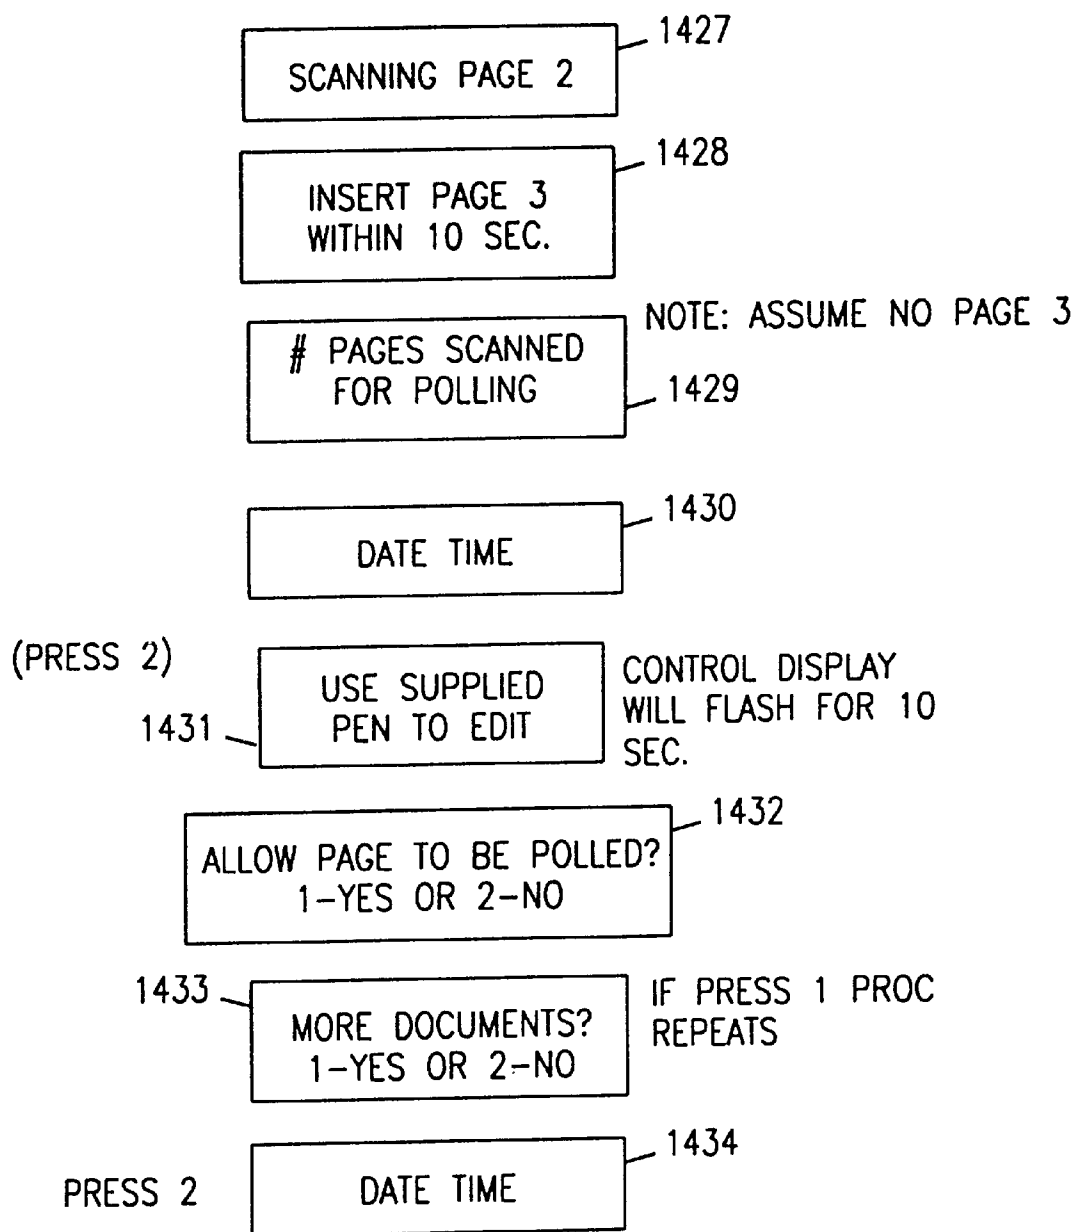 1427
SCANNING PAGE 2
1428
INSERT PAGE 3
WITHIN 10 SEC.
NOTE: ASSUME NO PAGE 3
# PAGES SCANNED
FOR POLLING
1429
1430
DATE TIME
(PRESS 2)
1431
USE SUPPLIED
PEN TO EDIT
CONTROL DISPLAY
WILL FLASH FOR 10
SEC.
1432
ALLOW PAGE TO BE POLLED?
1-YES OR 2-NO
1433
MORE DOCUMENTS?
1-YES OR 2-NO
IF PRESS 1 PROC
REPEATS
1434
PRESS 2
DATE TIME